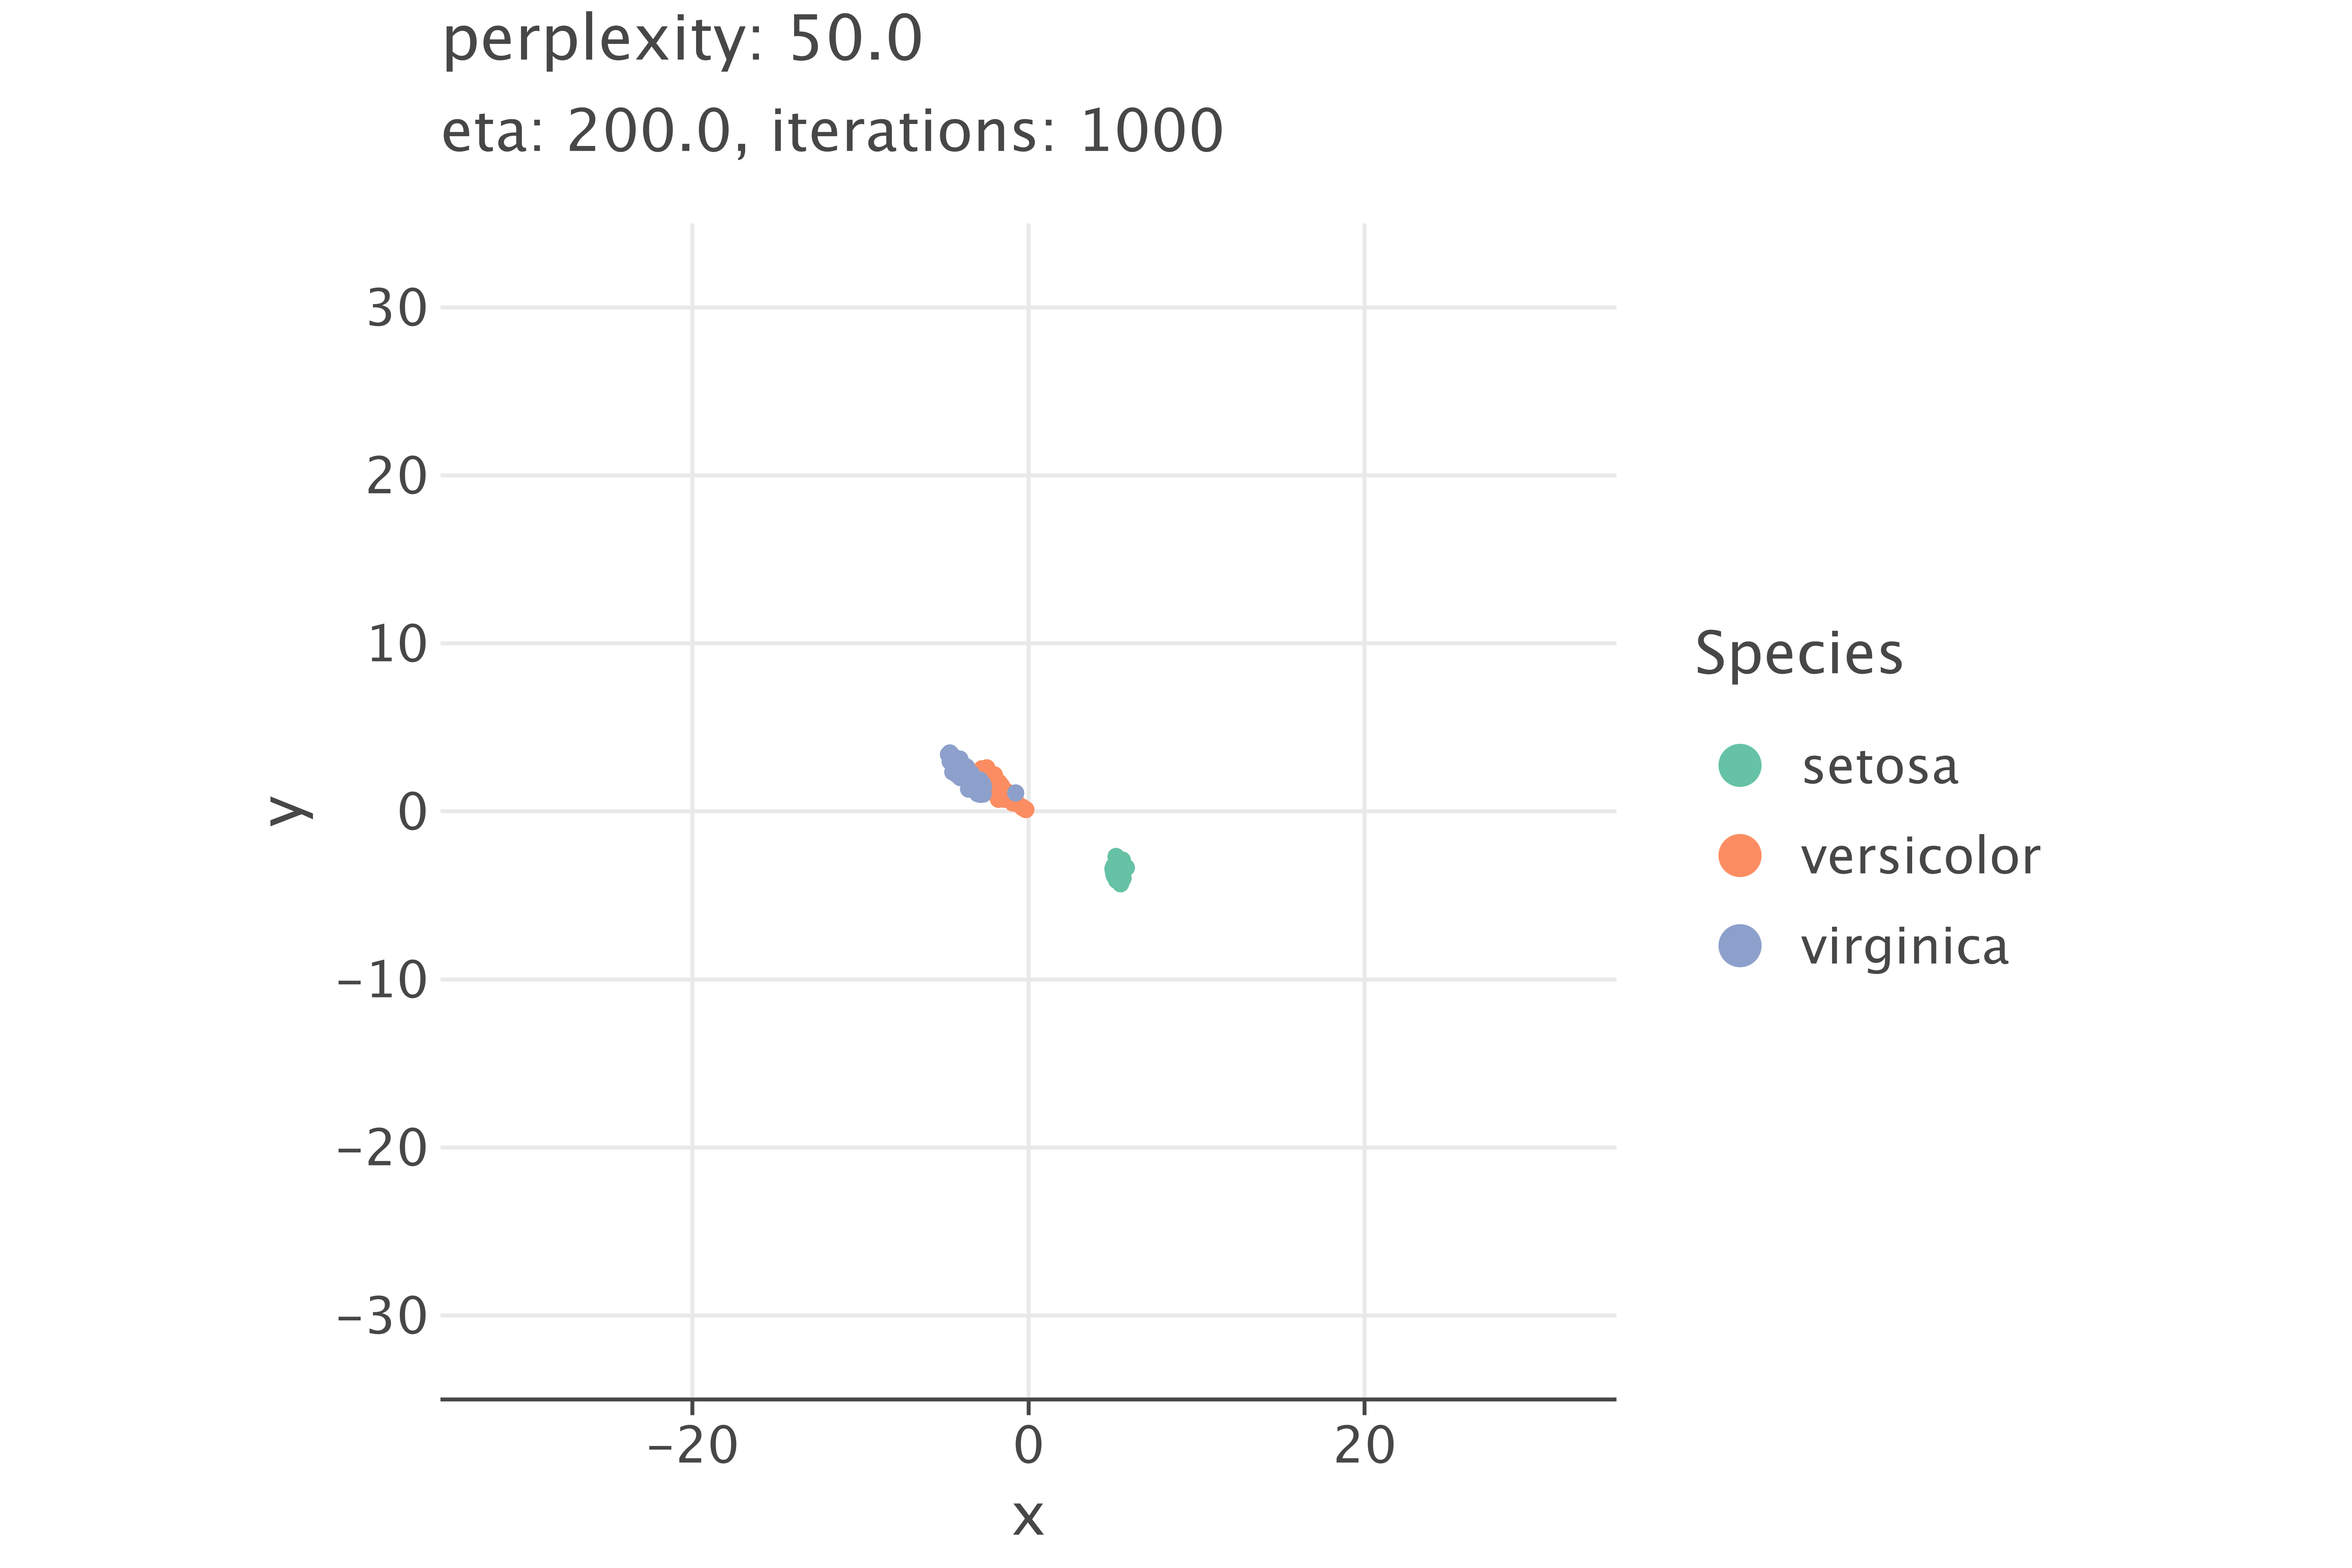 perplexity: 50.0
eta: 200.0, iterations: 1000
30
20
10
0
−10
−20
−30
y
−20 0 20
x
Species
setosa
versicolor
virginica